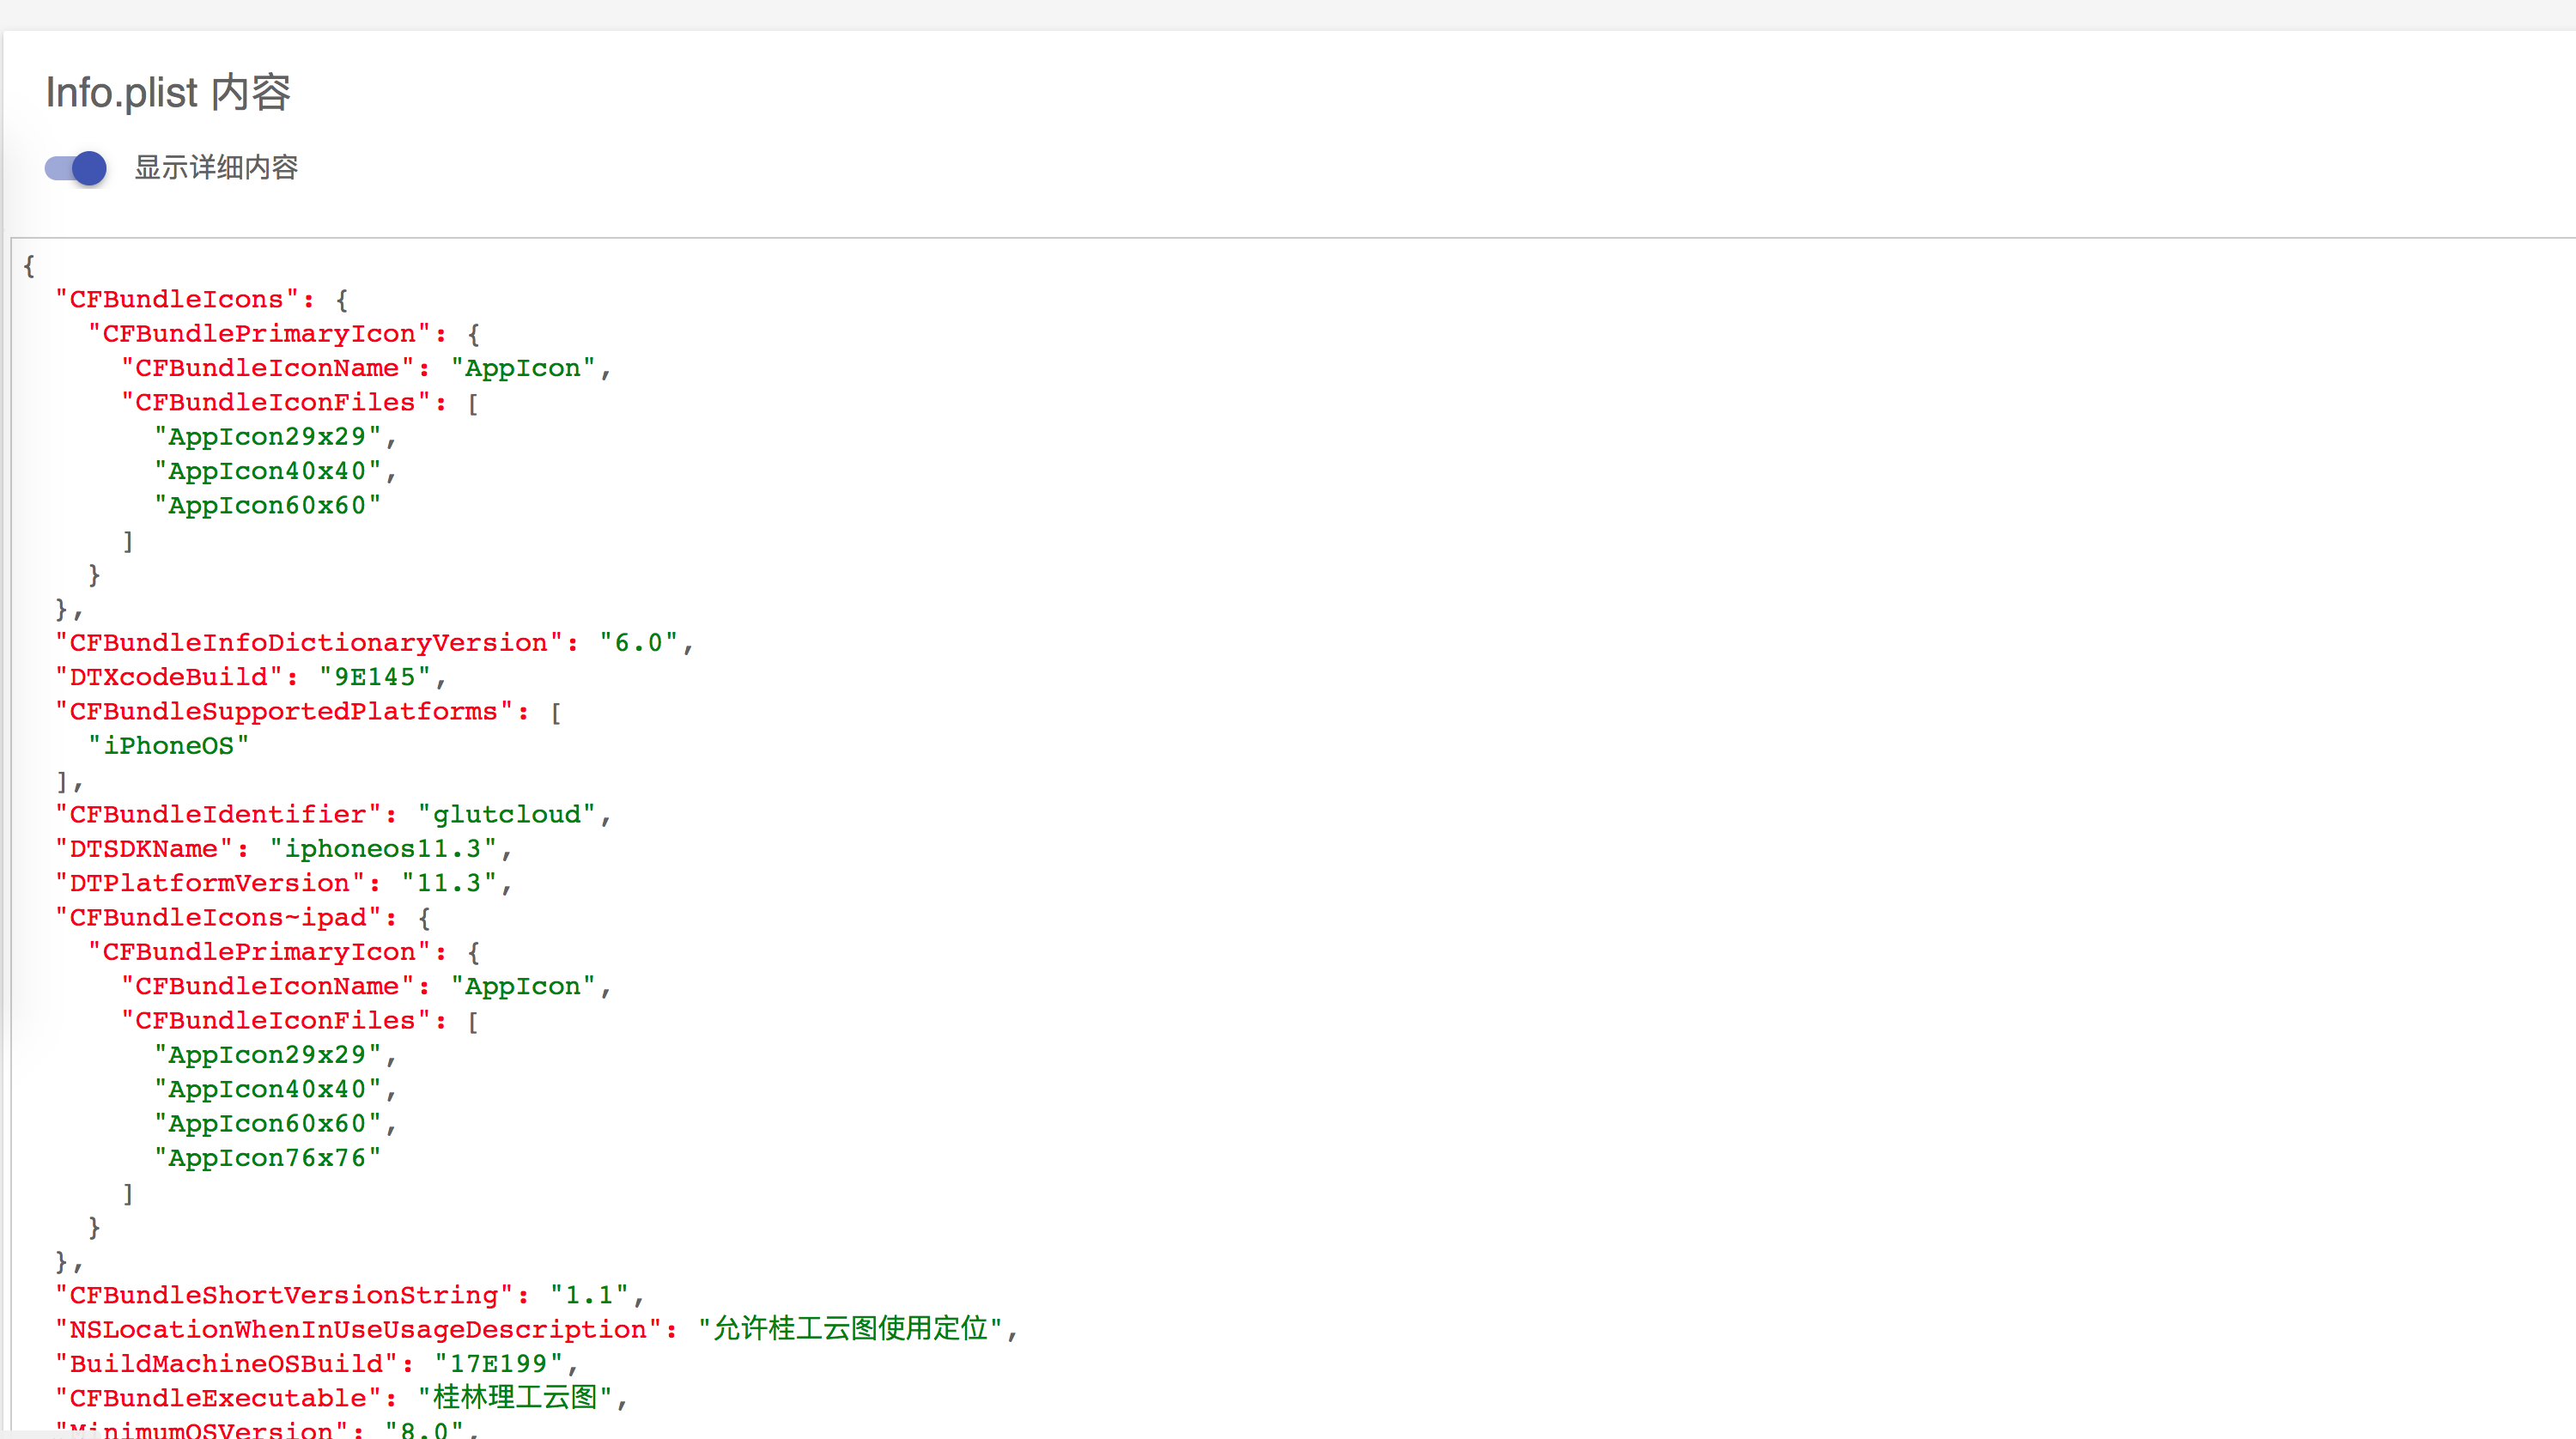 Info.plist 内容
显示详细内容
{
"CFBundleIcons": {
"CFBundlePrimaryIcon": {
"CFBundleIconName": "AppIcon",
"CFBundleIconFiles": [
"AppIcon29x29",
"AppIcon40x40",
"AppIcon60x60"
]
}
},
"CFBundleInfoDictionaryVersion": "6.0",
"DTXcodeBuild": "9E145",
"CFBundleSupportedPlatforms": [
"iPhoneOS"
],
"CFBundleIdentifier": "glutcloud",
"DTSDKName": "iphoneos11.3",
"DTPlatformVersion": "11.3",
"CFBundleIcons~ipad": {
"CFBundlePrimaryIcon": {
"CFBundleIconName": "AppIcon",
"CFBundleIconFiles": [
"AppIcon29x29",
"AppIcon40x40",
"AppIcon60x60",
"AppIcon76x76"
]
}
},
"CFBundleShortVersionString": "1.1",
"NSLocationWhenInUseUsageDescription": "允许桂工云图使用定位",
"BuildMachineOSBuild": "17E199",
"CFBundleExecutable": "桂林理工云图",
"MinimumOSVersion": "8.0",